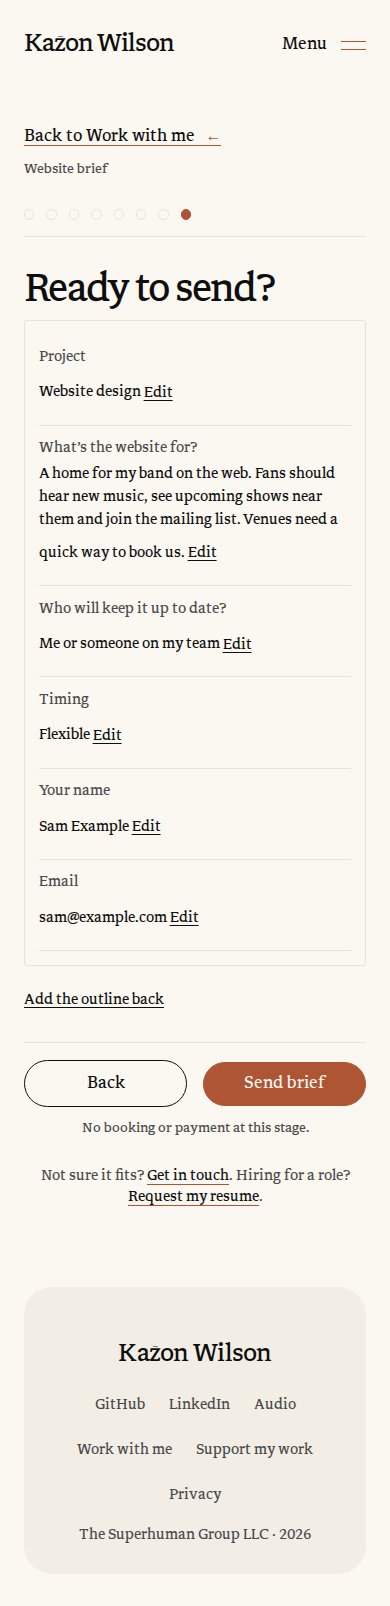 Kazon Wilson
Menu
Back to Work with me ←
Website brief
Ready to send?
Project
Website design Edit
What’s the website for?
A home for my band on the web. Fans should
hear new music, see upcoming shows near
them and join the mailing list. Venues need a
quick way to book us. Edit
Who will keep it up to date?
Me or someone on my team Edit
Timing
Flexible Edit
Your name
Sam Example Edit
Email
sam@example.com Edit
Add the outline back
Back
Send brief
No booking or payment at this stage.
Not sure it fits? Get in touch. Hiring for a role?
Request my resume.
Kazon Wilson
GitHub LinkedIn Audio
Work with me Support my work
Privacy
The Superhuman Group LLC · 2026